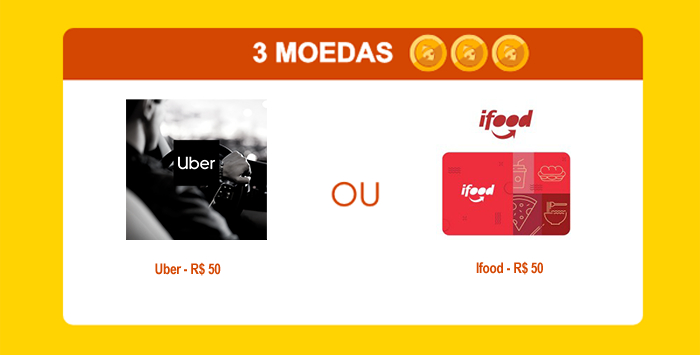 3 MOEDAS
Uber
OU
ifood
ifood
Uber - R$ 50
Ifood - R$ 50